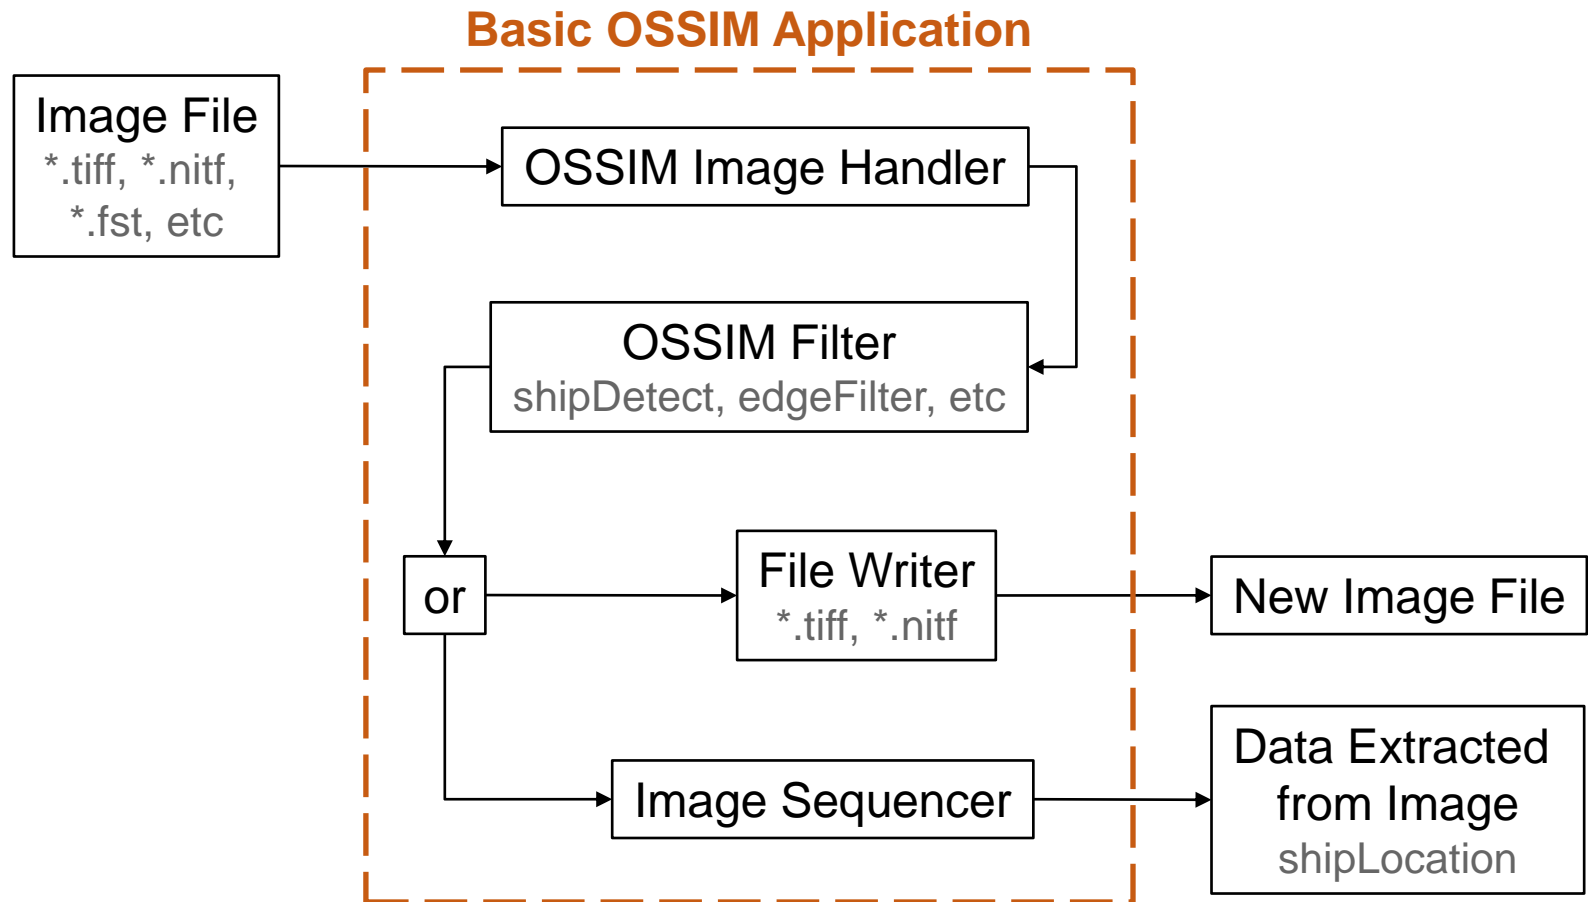 Basic OSSIM Application
Image File
*.tiff, *.nitf,
*.fst, etc
OSSIM Image Handler
OSSIM Filter
shipDetect, edgeFilter, etc
or
File Writer
*.tiff, *.nitf
New Image File
Image Sequencer
Data Extracted
from Image
shipLocation